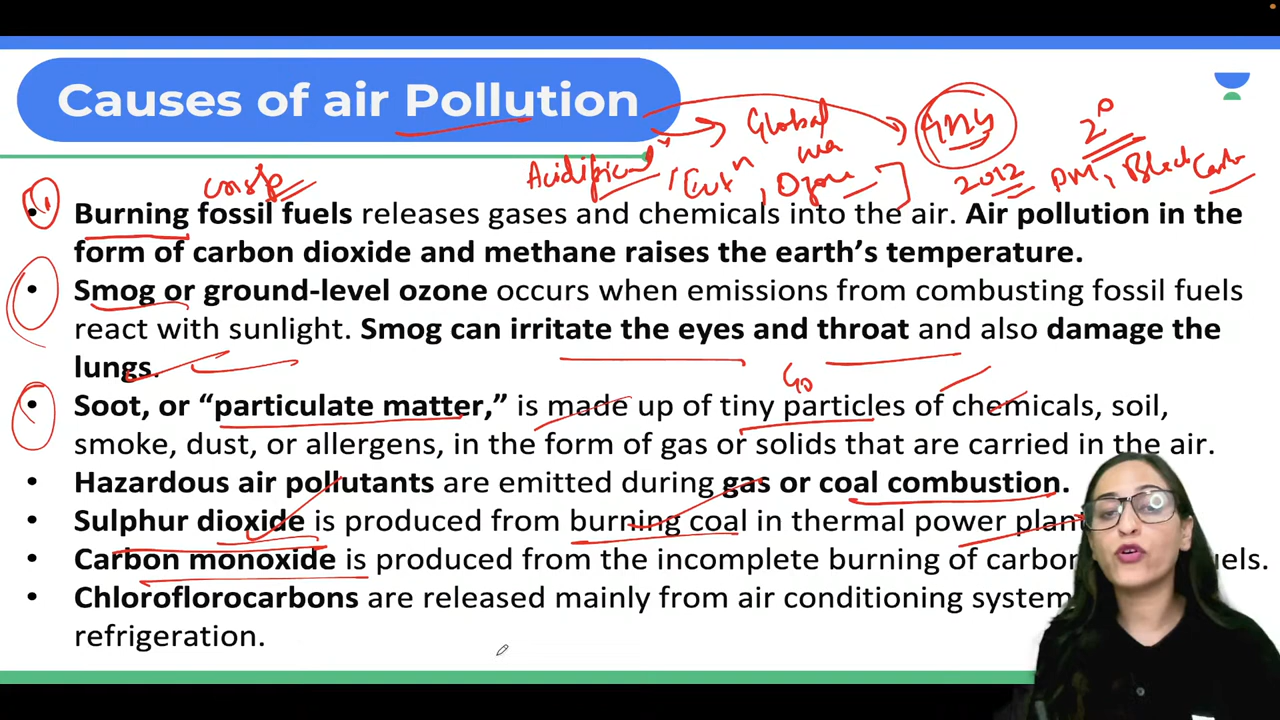 Causes of air Pollution
Global
2°
Ozone
2012
PM, Black Carbon
Burning fossil fuels releases gases and chemicals into the air. Air pollution in the
form of carbon dioxide and methane raises the earth’s temperature.
Smog or ground-level ozone occurs when emissions from combusting fossil fuels
react with sunlight. Smog can irritate the eyes and throat and also damage the
lungs.
Soot, or “particulate matter,” is made up of tiny particles of chemicals, soil,
smoke, dust, or allergens, in the form of gas or solids that are carried in the air.
Hazardous air pollutants are emitted during gas or coal combustion.
Sulphur dioxide is produced from burning coal in thermal power plant
Carbon monoxide is produced from the incomplete burning of carbo uels.
Chloroflorocarbons are released mainly from air conditioning system
refrigeration.